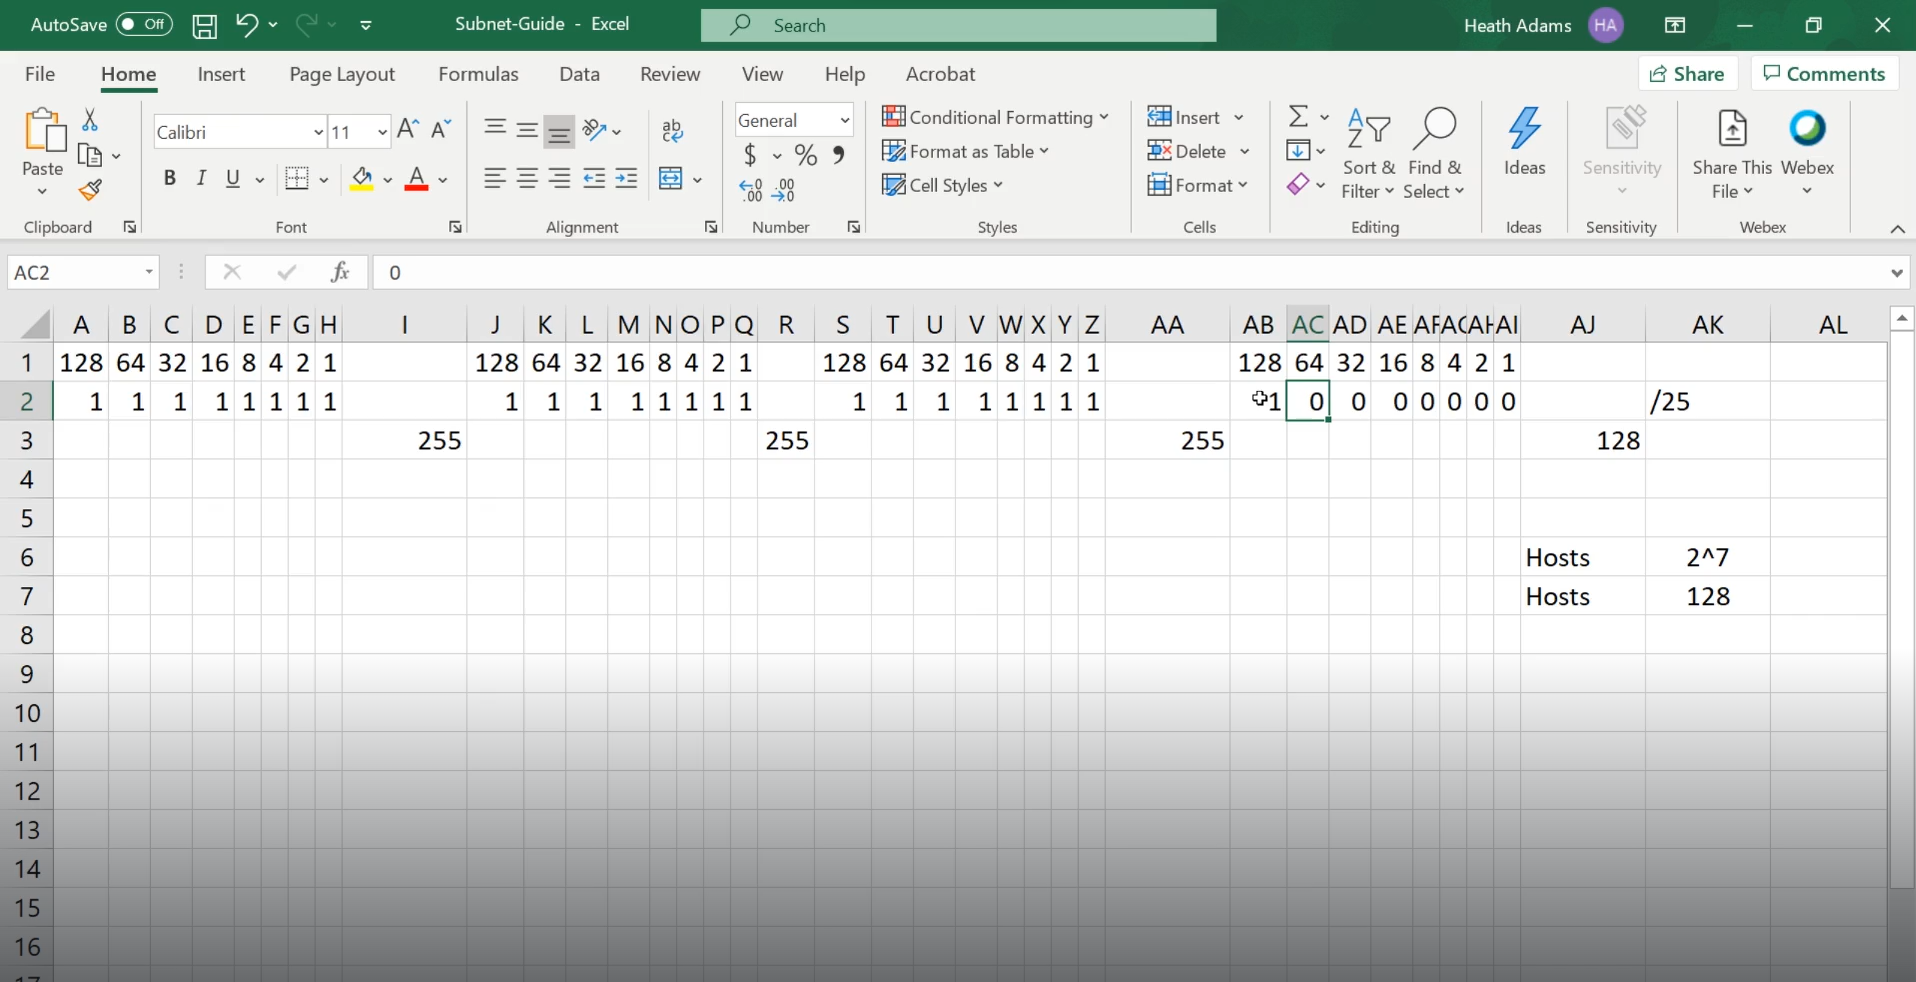 AutoSave Off Subnet-Guide - Excel Search Heath Adams HA
File Home Insert Page Layout Formulas Data Review View Help Acrobat Share Comments
Paste
Clipboard
Calibri 11
B I U
Font
ab
Alignment
General
$ % 9
Number
Conditional Formatting
Format as Table
Cell Styles
Styles
Insert
Delete
Format
Cells
Sort & Filter
Find & Select
Editing
Ideas
Ideas
Sensitivity
Sensitivity
Share This File
Webex
Webex
AC2 fx 0
A B C D E F G H I J K L M N O P Q R S T U V W X Y Z AA AB AC AD AE AI AJ AK AL
1 128 64 32 16 8 4 2 1 128 64 32 16 8 4 2 1 128 64 32 16 8 4 2 1 128 64 32 16 8 4 2 1
2 1 1 1 1 1 1 1 1 1 1 1 1 1 1 1 1 1 1 1 1 1 1 1 1 1 0 0 0 0 0 0 0 /25
3 255 255 255 128
4
5
6 Hosts 2^7
7 Hosts 128
8
9
10
11
12
13
14
15
16